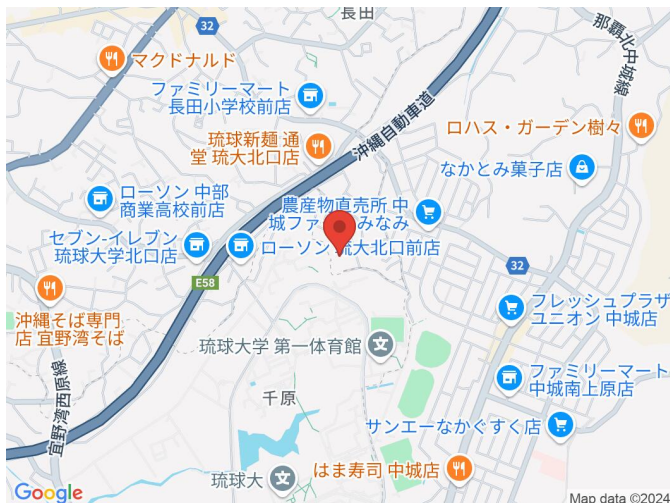 長田
32
マクドナルド
ファミリーマート
長田小学校前店
那覇北中城線
沖縄自動車道
ロハス・ガーデン樹々
琉球新麺 通
堂 琉大北口店
なかとみ菓子店
ローソン 中部
商業高校前店
農産物直売所 中
城ファ
みなみ
セブン-イレブン
琉球大学北口店
ローソン 琉大北口前店
32
E58
沖縄そば専門
店 宜野湾そば
フレッシュプラザ
ユニオン 中城店
琉球大学 第一体育館
ファミリーマート
中城南上原店
千原
宜野湾西原線
サンエーなかぐすく店
はま寿司 中城店
琉球大
Google
Map data ©2024